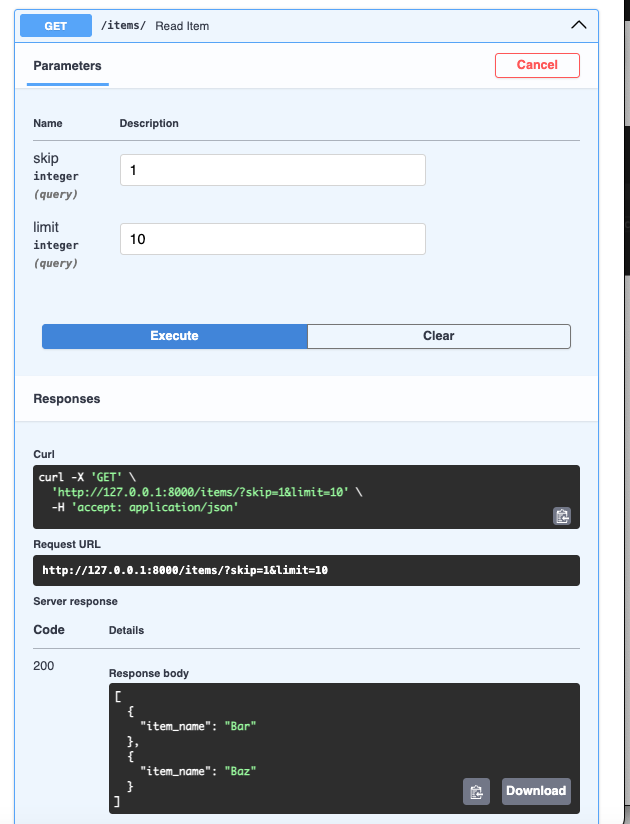 GET /items/ Read Item
Parameters Cancel
Name Description
skip
integer
(query)
1
limit
integer
(query)
10
Execute Clear
Responses
Curl
curl -X 'GET' \
  'http://127.0.0.1:8000/items/?skip=1&limit=10' \
  -H 'accept: application/json'
Request URL
http://127.0.0.1:8000/items/?skip=1&limit=10
Server response
Code Details
200
Response body
[
  {
    "item_name": "Bar"
  },
  {
    "item_name": "Baz"
  }
]
Download